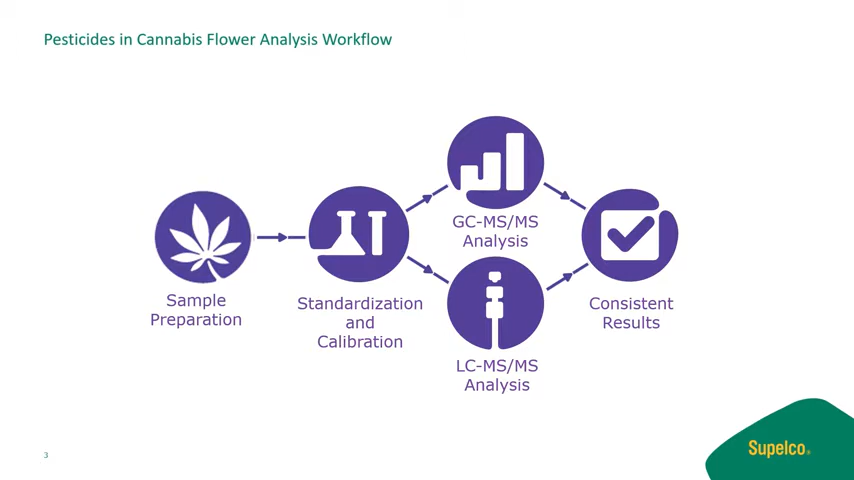 Pesticides in Cannabis Flower Analysis Workflow
Sample
Preparation
Standardization
and
Calibration
GC-MS/MS
Analysis
LC-MS/MS
Analysis
Consistent
Results
3
Supelco®